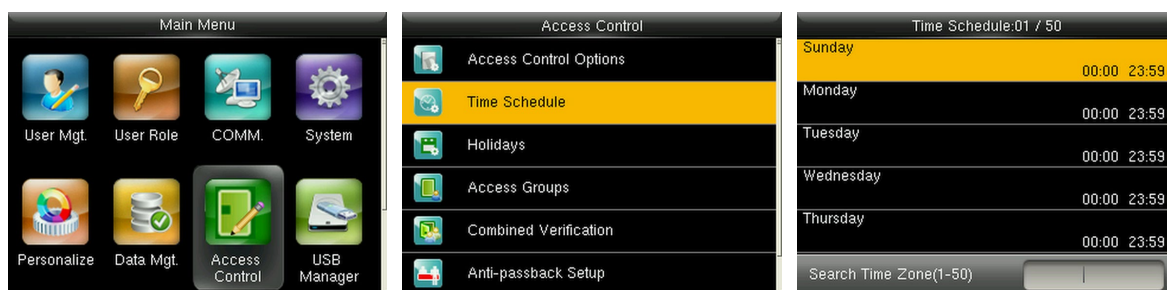 Main Menu
User Mgt.
User Role
COMM.
System
Personalize
Data Mgt.
Access
Control
USB
Manager
Access Control
Access Control Options
Time Schedule
Holidays
Access Groups
Combined Verification
Anti-passback Setup
Time Schedule:01 / 50
Sunday
00:00 23:59
Monday
00:00 23:59
Tuesday
00:00 23:59
Wednesday
00:00 23:59
Thursday
00:00 23:59
Search Time Zone(1-50)